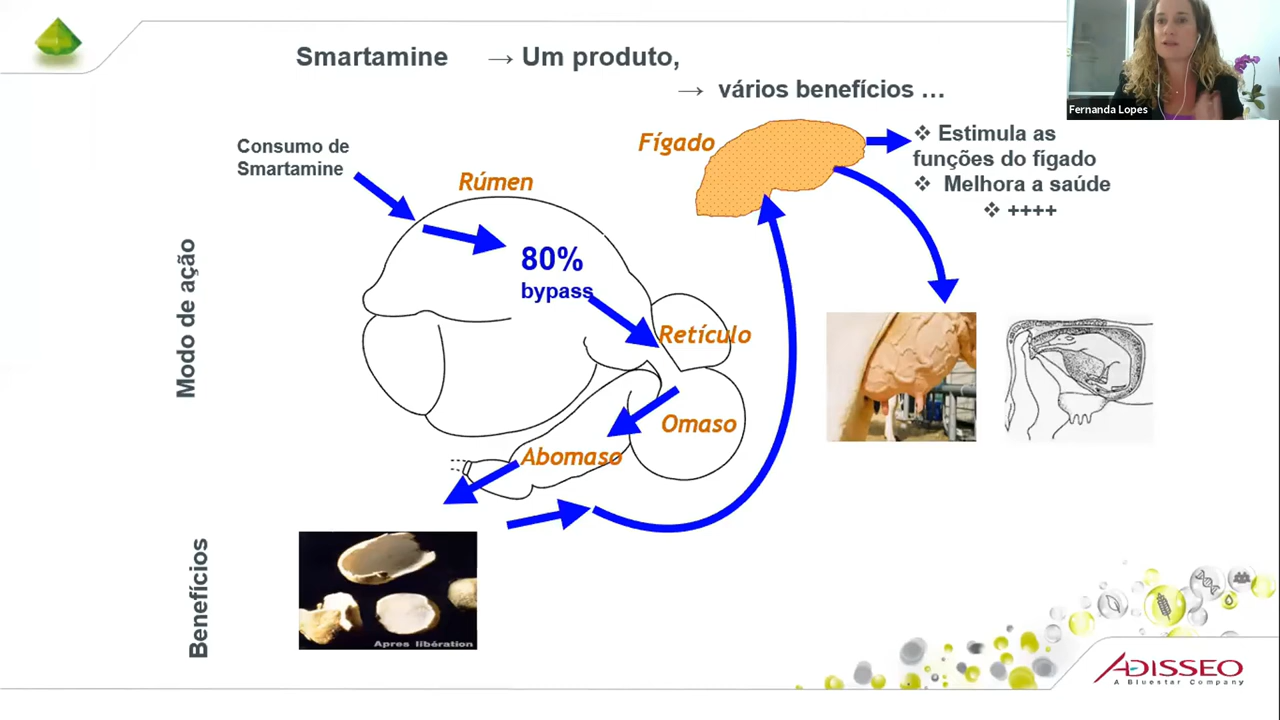 Smartamine → Um produto,
→ vários benefícios …
Fernanda Lopes
Consumo de
Smartamine
Rúmen
Fígado
❖ Estimula as
funções do fígado
❖ Melhora a saúde
❖ ++++
Modo de ação
80%
bypass
Retículo
Omaso
Abomaso
Benefícios
Apres libération
ADISSEO
A Bluestar Company